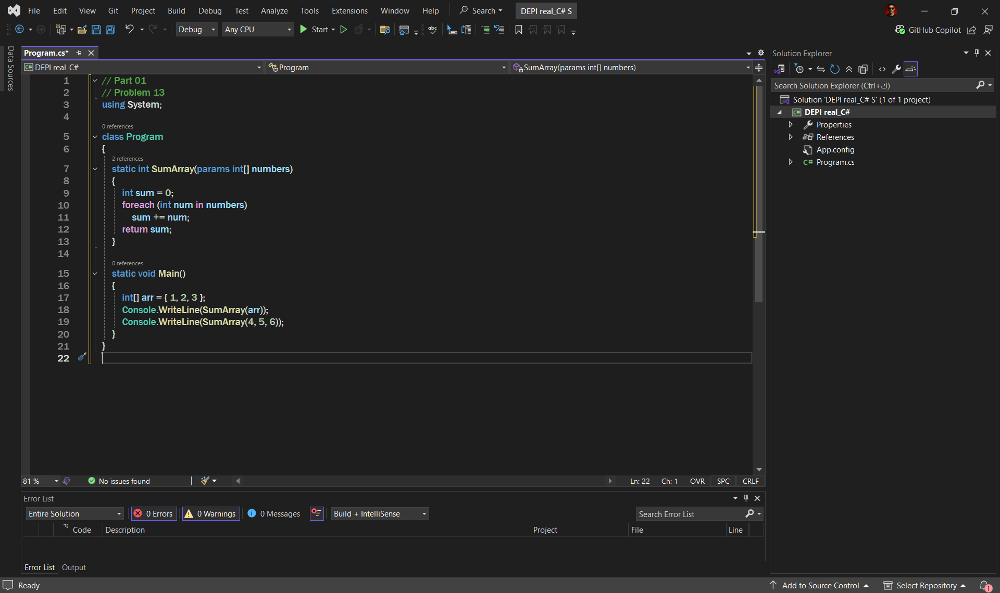 File Edit View Git Project Build Debug Test Analyze Tools Extensions Window Help Search DEPI real_C# S
Debug Any CPU Start abc GitHub Copilot
Data Sources
Program.cs*
DEPI real_C# Program SumArray(params int[] numbers)
1 // Part 01
2 // Problem 13
3 using System;
4
0 references
5 class Program
6 {
2 references
7 static int SumArray(params int[] numbers)
8 {
9 int sum = 0;
10 foreach (int num in numbers)
11 sum += num;
12 return sum;
13 }
14
0 references
15 static void Main()
16 {
17 int[] arr = { 1, 2, 3 };
18 Console.WriteLine(SumArray(arr));
19 Console.WriteLine(SumArray(4, 5, 6));
20 }
21 }
22
81 % No issues found Ln: 22 Ch: 1 OVR SPC CRLF
Error List
Entire Solution 0 Errors 0 Warnings 0 Messages Build + IntelliSense Search Error List
Code Description Project File Line
Error List Output
Solution Explorer
Search Solution Explorer (Ctrl+ك)
Solution 'DEPI real_C# S' (1 of 1 project)
C# DEPI real_C#
Properties
References
App.config
C# Program.cs
Ready Add to Source Control Select Repository 1